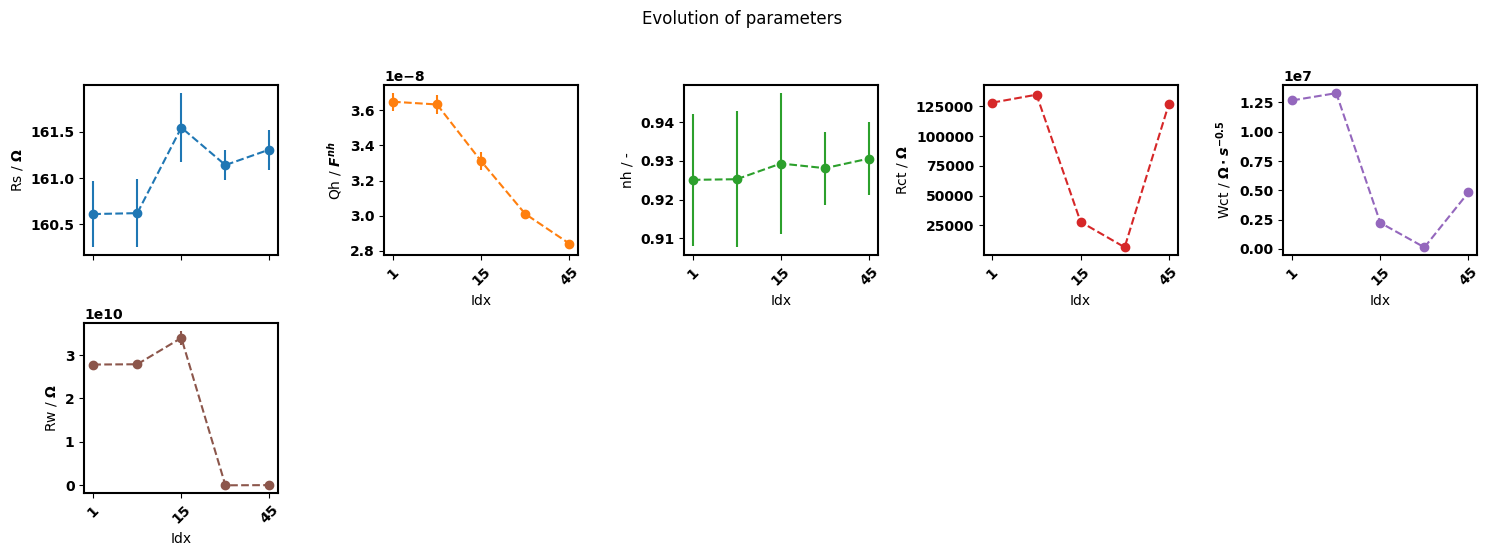 Evolution of parameters
Rs / Ω
161.5
161.0
160.5
1e−8
Qh / F^nh
3.6
3.4
3.2
3.0
2.8
1
15
45
Idx
nh / -
0.94
0.93
0.92
0.91
1
15
45
Idx
Rct / Ω
125000
100000
75000
50000
25000
1
15
45
Idx
1e7
Wct / Ω • s^−0.5
1.25
1.00
0.75
0.50
0.25
0.00
1
15
45
Idx
1e10
Rw / Ω
3
2
1
0
1
15
45
Idx